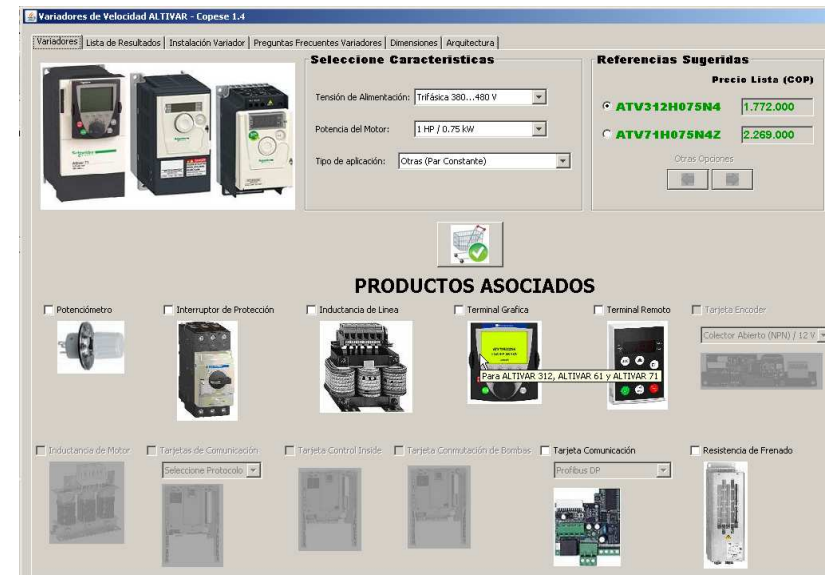 Variadores de Velocidad ALTIVAR - Copese 1.4
Variadores
Lista de Resultados
Instalación Variador
Preguntas Frecuentes Variadores
Dimensiones
Arquitectura
Seleccione Caracteristicas
Tensión de Alimentación:
Trifásica 380...480 V
Potencia del Motor:
1 HP / 0.75 kW
Tipo de aplicación:
Otras (Par Constante)
Referencias Sugeridas
Precio Lista (COP)
ATV312H075N4
1.772.000
ATV71H075N4Z
2.269.000
Otras Opciones
PRODUCTOS ASOCIADOS
Potenciómetro
Interruptor de Protección
Inductancia de Linea
Terminal Grafica
Terminal Remoto
Tarjeta Encoder
Colector Abierto (NPN) / 12 V
Para ALTIVAR 312, ALTIVAR 61 y ALTIVAR 71
Inductancia de Motor
Tarjetas de Comunicación
Seleccione Protocolo
Tarjeta Control Inside
Tarjeta Conmutación de Bombas
Tarjeta Comunicación
Profibus DP
Resistencia de Frenado